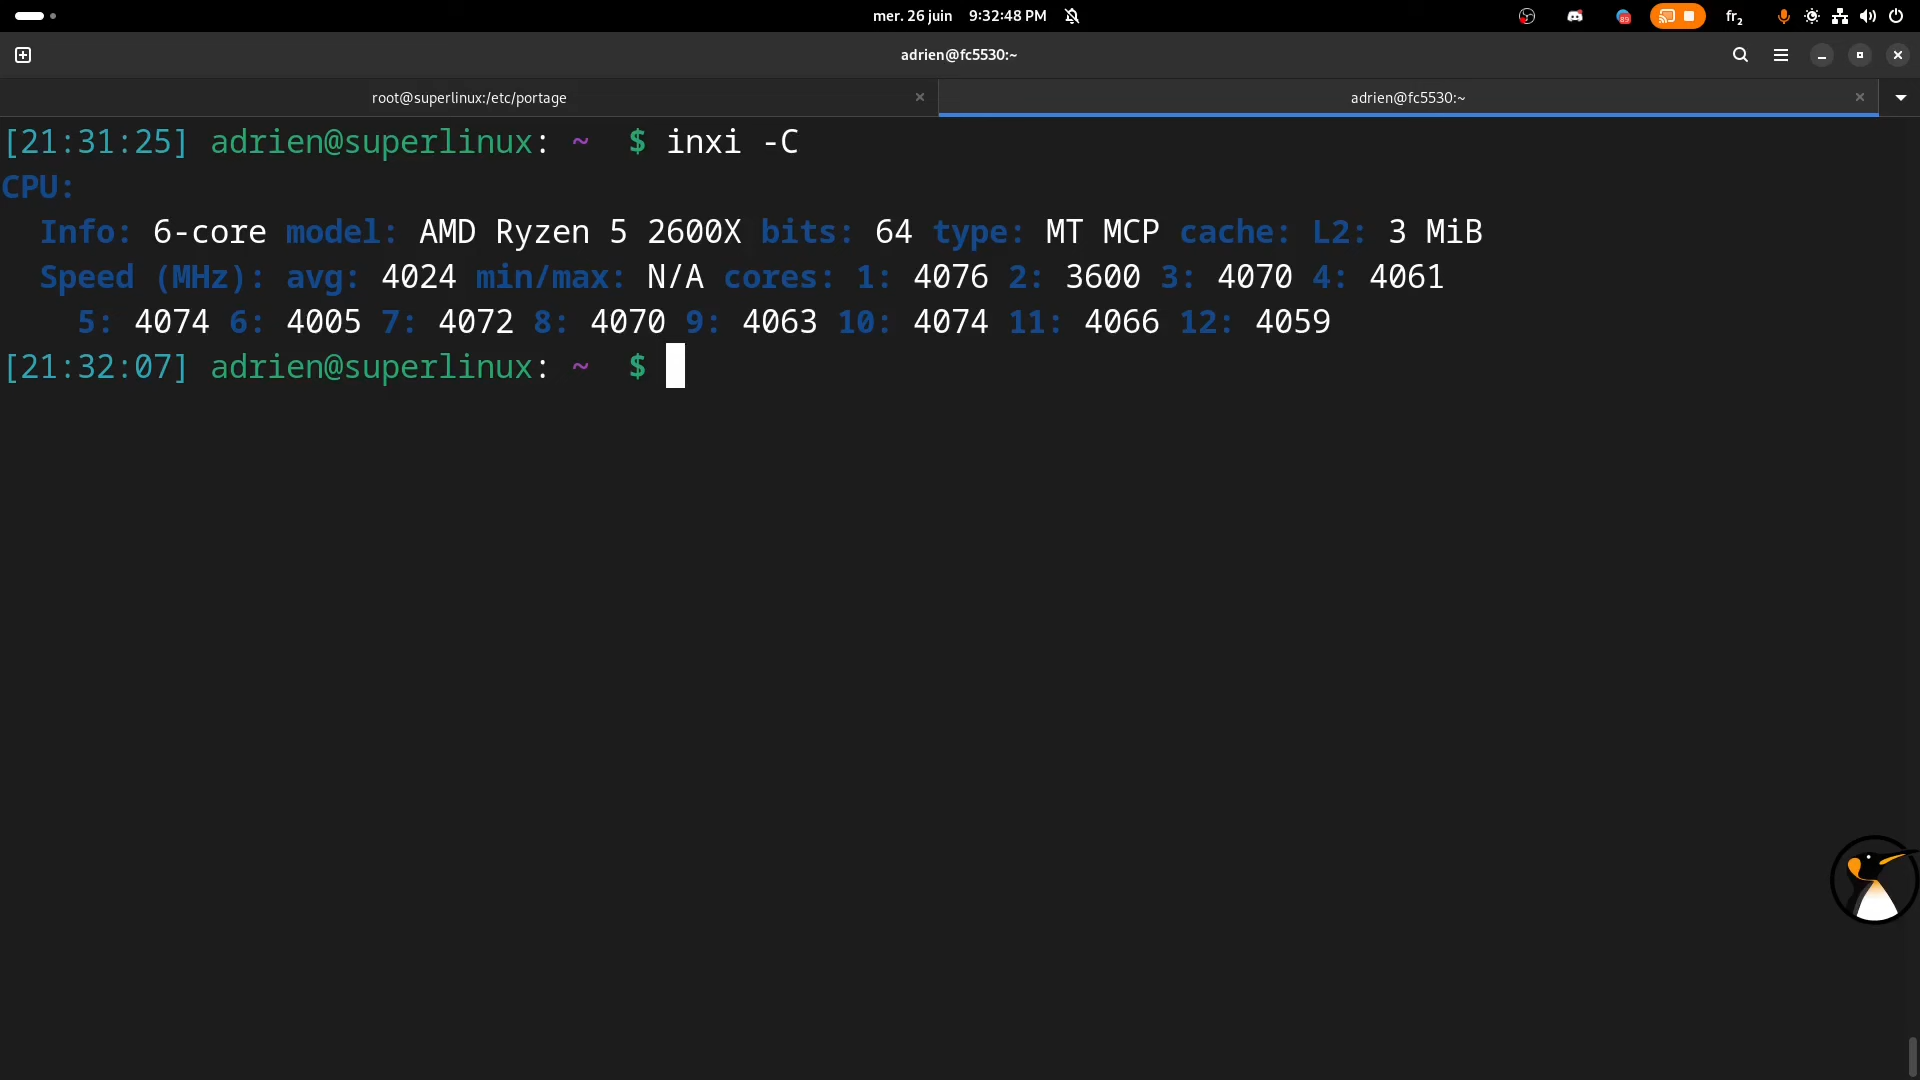 mer. 26 juin 9:32:48 PM
89
fr2
adrien@fc5530:~
root@superlinux:/etc/portage
adrien@fc5530:~
[21:31:25] adrien@superlinux: ~ $ inxi -C
CPU:
Info: 6-core model: AMD Ryzen 5 2600X bits: 64 type: MT MCP cache: L2: 3 MiB
Speed (MHz): avg: 4024 min/max: N/A cores: 1: 4076 2: 3600 3: 4070 4: 4061
5: 4074 6: 4005 7: 4072 8: 4070 9: 4063 10: 4074 11: 4066 12: 4059
[21:32:07] adrien@superlinux: ~ $